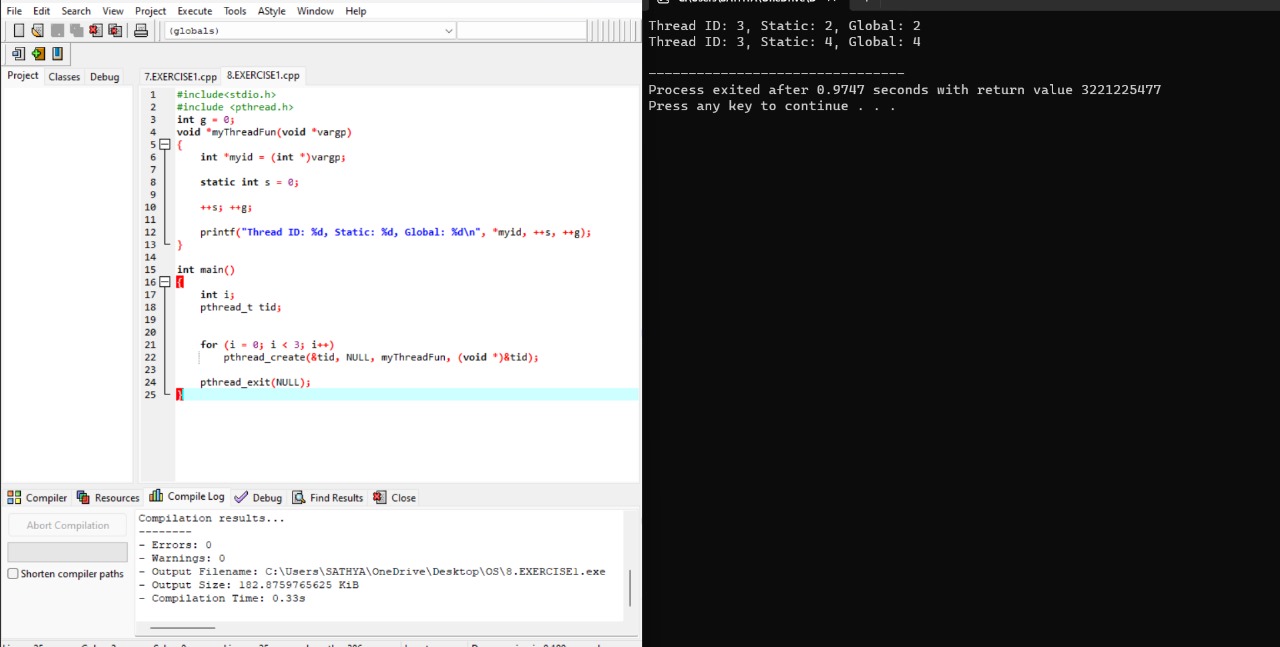 File Edit Search View Project Execute Tools AStyle Window Help
(globals)
Project Classes Debug
7.EXERCISE1.cpp 8.EXERCISE1.cpp
1 #include<stdio.h>
2 #include <pthread.h>
3 int g = 0;
4 void *myThreadFun(void *vargp)
5 {
6 int *myid = (int *)vargp;
7
8 static int s = 0;
9
10 ++s; ++g;
11
12 printf("Thread ID: %d, Static: %d, Global: %d\n", *myid, ++s, ++g);
13 }
14
15 int main()
16 {
17 int i;
18 pthread_t tid;
19
20
21 for (i = 0; i < 3; i++)
22 pthread_create(&tid, NULL, myThreadFun, (void *)&tid);
23
24 pthread_exit(NULL);
25 }
Compiler Resources Compile Log Debug Find Results Close
Abort Compilation
Shorten compiler paths
Compilation results...
--------
- Errors: 0
- Warnings: 0
- Output Filename: C:\Users\SATHYA\OneDrive\Desktop\OS\8.EXERCISE1.exe
- Output Size: 182.8759765625 KiB
- Compilation Time: 0.33s
Thread ID: 3, Static: 2, Global: 2
Thread ID: 3, Static: 4, Global: 4
--------------------------------
Process exited after 0.9747 seconds with return value 3221225477
Press any key to continue . . .